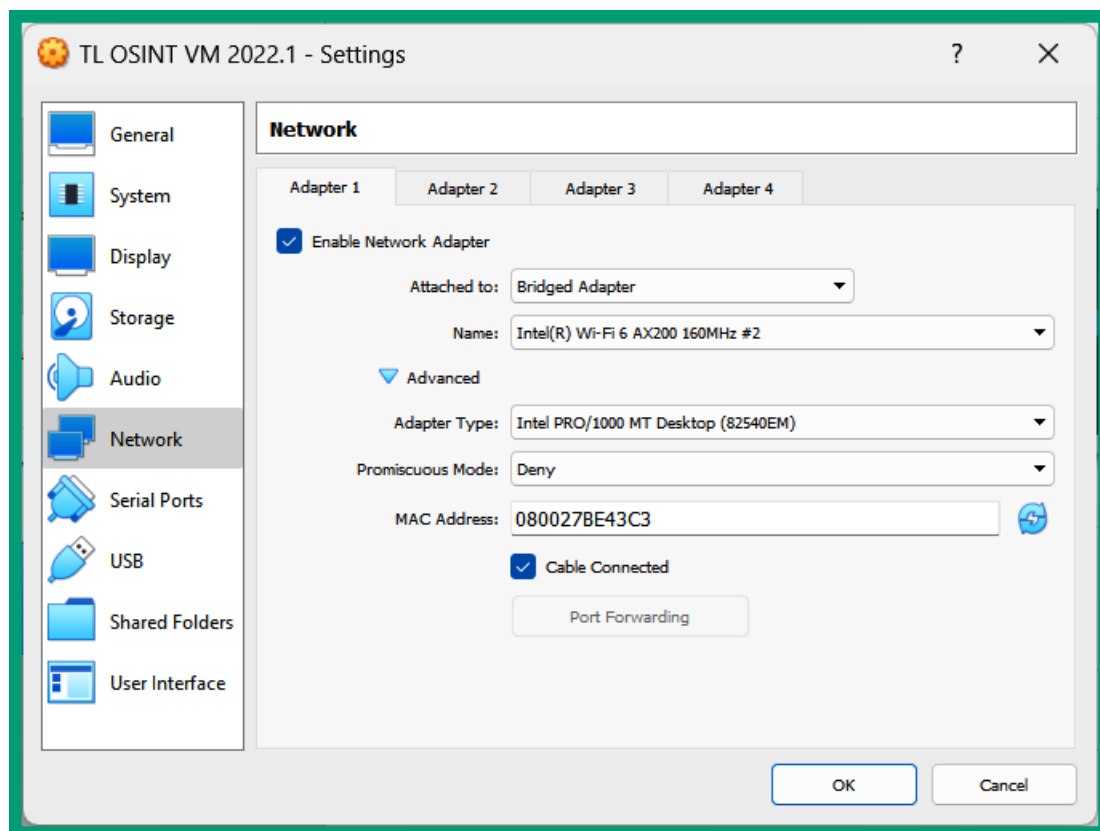 TL OSINT VM 2022.1 - Settings ? ×
General
System
Display
Storage
Audio
Network
Serial Ports
USB
Shared Folders
User Interface
Network
Adapter 1 Adapter 2 Adapter 3 Adapter 4
Enable Network Adapter
Attached to: Bridged Adapter
Name: Intel(R) Wi-Fi 6 AX200 160MHz #2
Advanced
Adapter Type: Intel PRO/1000 MT Desktop (82540EM)
Promiscuous Mode: Deny
MAC Address: 080027BE43C3
Cable Connected
Port Forwarding
OK Cancel